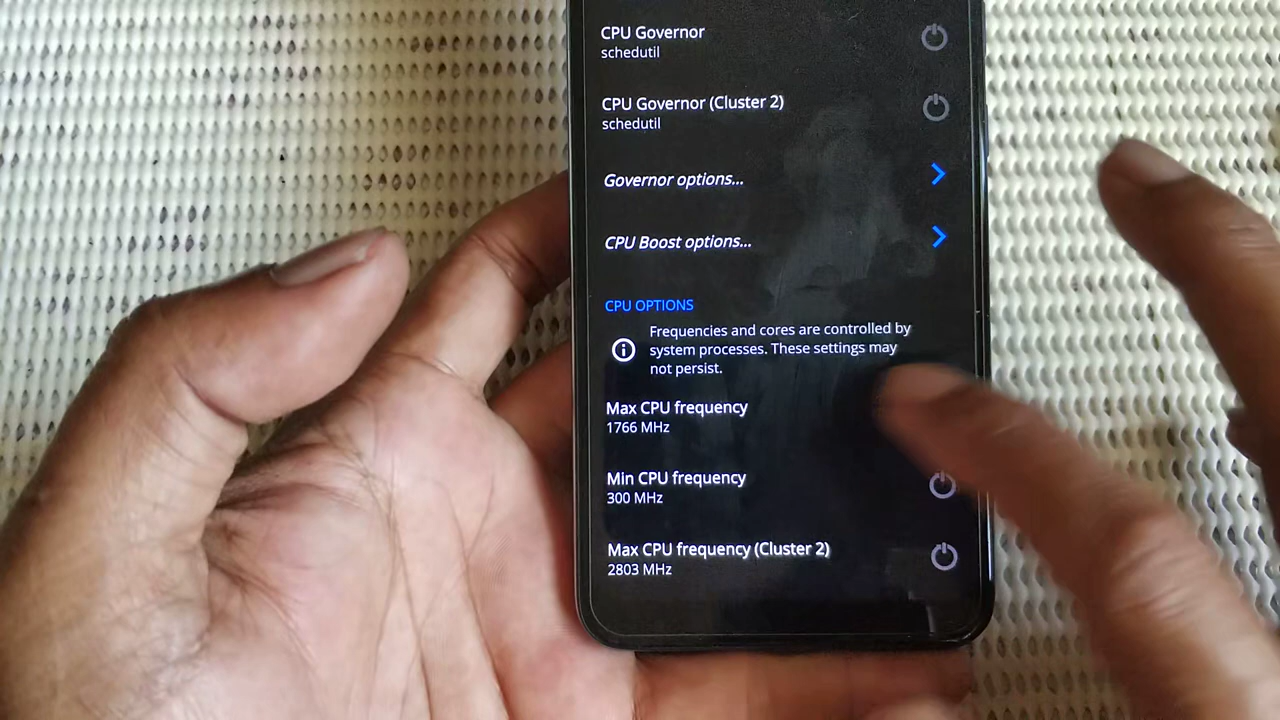 CPU Governor
schedutil
CPU Governor (Cluster 2)
schedutil
Governor options...
CPU Boost options...
CPU OPTIONS
Frequencies and cores are controlled by
system processes. These settings may
not persist.
Max CPU frequency
1766 MHz
Min CPU frequency
300 MHz
Max CPU frequency (Cluster 2)
2803 MHz